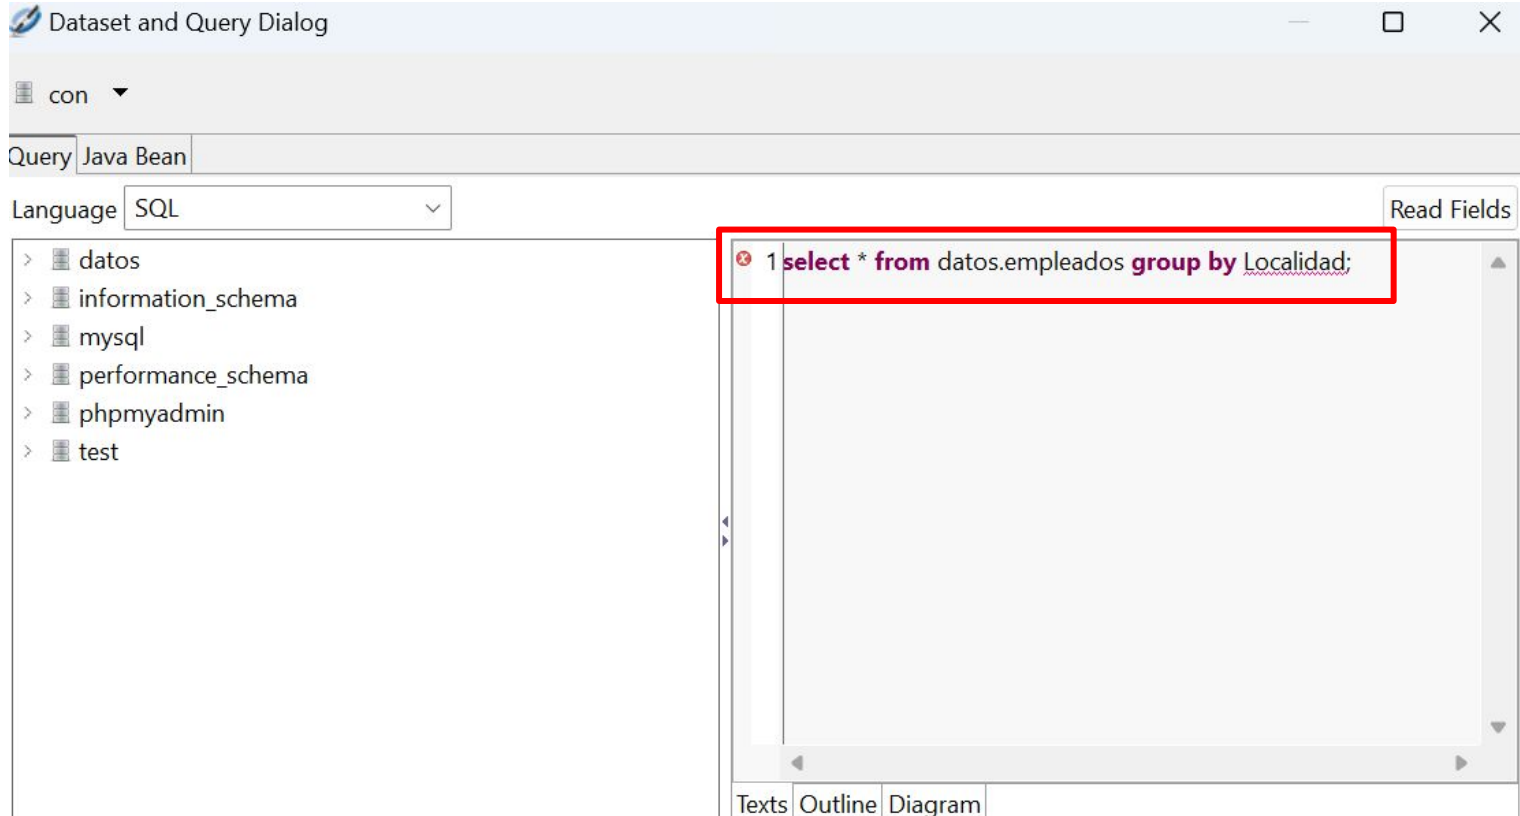 Dataset and Query Dialog
con
Query Java Bean
Language SQL
Read Fields
datos
information_schema
mysql
performance_schema
phpmyadmin
test
1 select * from datos.empleados group by Localidad;
Texts Outline Diagram